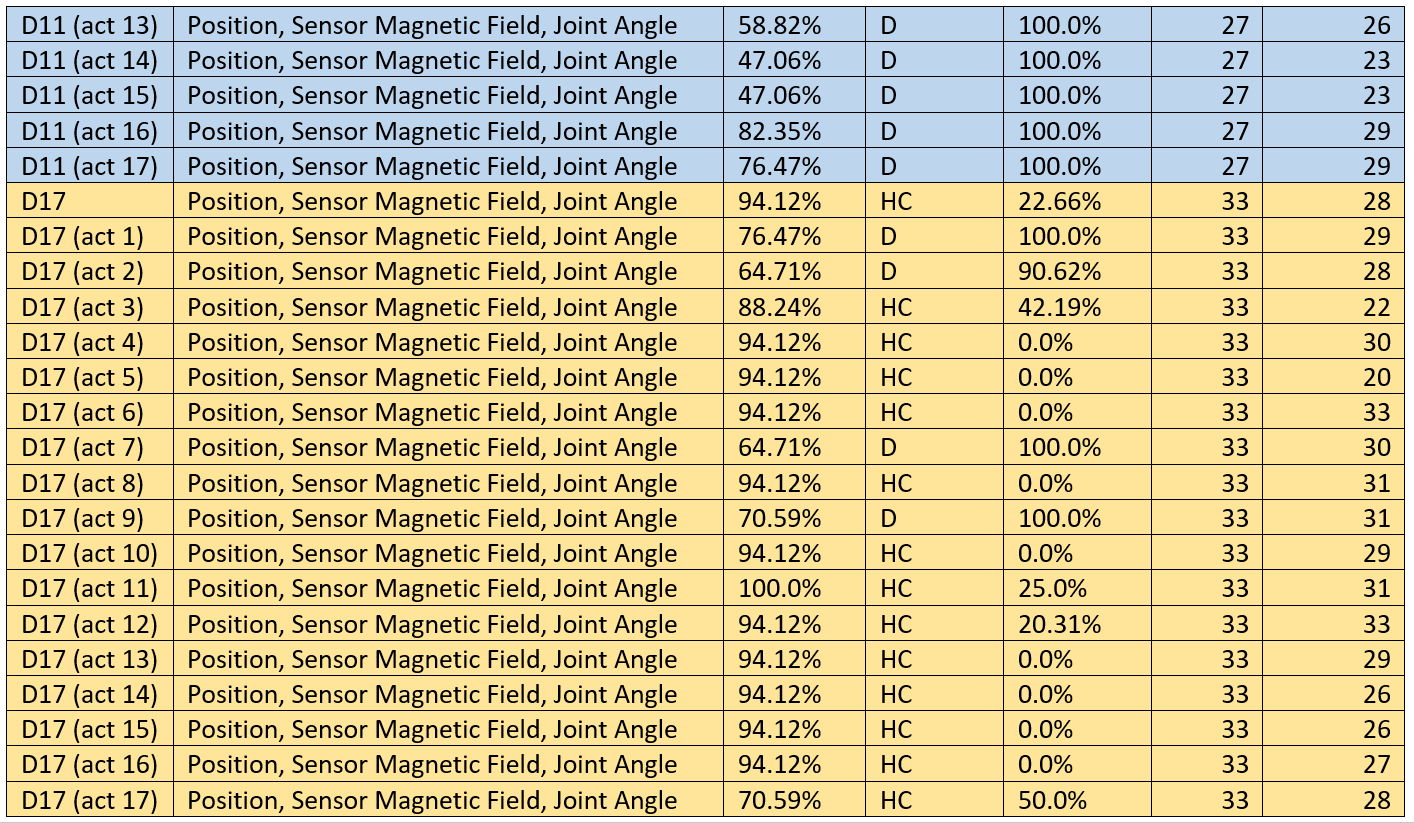 D11 (act 13) Position, Sensor Magnetic Field, Joint Angle 58.82% D 100.0% 27 26
D11 (act 14) Position, Sensor Magnetic Field, Joint Angle 47.06% D 100.0% 27 23
D11 (act 15) Position, Sensor Magnetic Field, Joint Angle 47.06% D 100.0% 27 23
D11 (act 16) Position, Sensor Magnetic Field, Joint Angle 82.35% D 100.0% 27 29
D11 (act 17) Position, Sensor Magnetic Field, Joint Angle 76.47% D 100.0% 27 29
D17 Position, Sensor Magnetic Field, Joint Angle 94.12% HC 22.66% 33 28
D17 (act 1) Position, Sensor Magnetic Field, Joint Angle 76.47% D 100.0% 33 29
D17 (act 2) Position, Sensor Magnetic Field, Joint Angle 64.71% D 90.62% 33 28
D17 (act 3) Position, Sensor Magnetic Field, Joint Angle 88.24% HC 42.19% 33 22
D17 (act 4) Position, Sensor Magnetic Field, Joint Angle 94.12% HC 0.0% 33 30
D17 (act 5) Position, Sensor Magnetic Field, Joint Angle 94.12% HC 0.0% 33 20
D17 (act 6) Position, Sensor Magnetic Field, Joint Angle 94.12% HC 0.0% 33 33
D17 (act 7) Position, Sensor Magnetic Field, Joint Angle 64.71% D 100.0% 33 30
D17 (act 8) Position, Sensor Magnetic Field, Joint Angle 94.12% HC 0.0% 33 31
D17 (act 9) Position, Sensor Magnetic Field, Joint Angle 70.59% D 100.0% 33 31
D17 (act 10) Position, Sensor Magnetic Field, Joint Angle 94.12% HC 0.0% 33 29
D17 (act 11) Position, Sensor Magnetic Field, Joint Angle 100.0% HC 25.0% 33 31
D17 (act 12) Position, Sensor Magnetic Field, Joint Angle 94.12% HC 20.31% 33 33
D17 (act 13) Position, Sensor Magnetic Field, Joint Angle 94.12% HC 0.0% 33 29
D17 (act 14) Position, Sensor Magnetic Field, Joint Angle 94.12% HC 0.0% 33 26
D17 (act 15) Position, Sensor Magnetic Field, Joint Angle 94.12% HC 0.0% 33 26
D17 (act 16) Position, Sensor Magnetic Field, Joint Angle 94.12% HC 0.0% 33 27
D17 (act 17) Position, Sensor Magnetic Field, Joint Angle 70.59% HC 50.0% 33 28